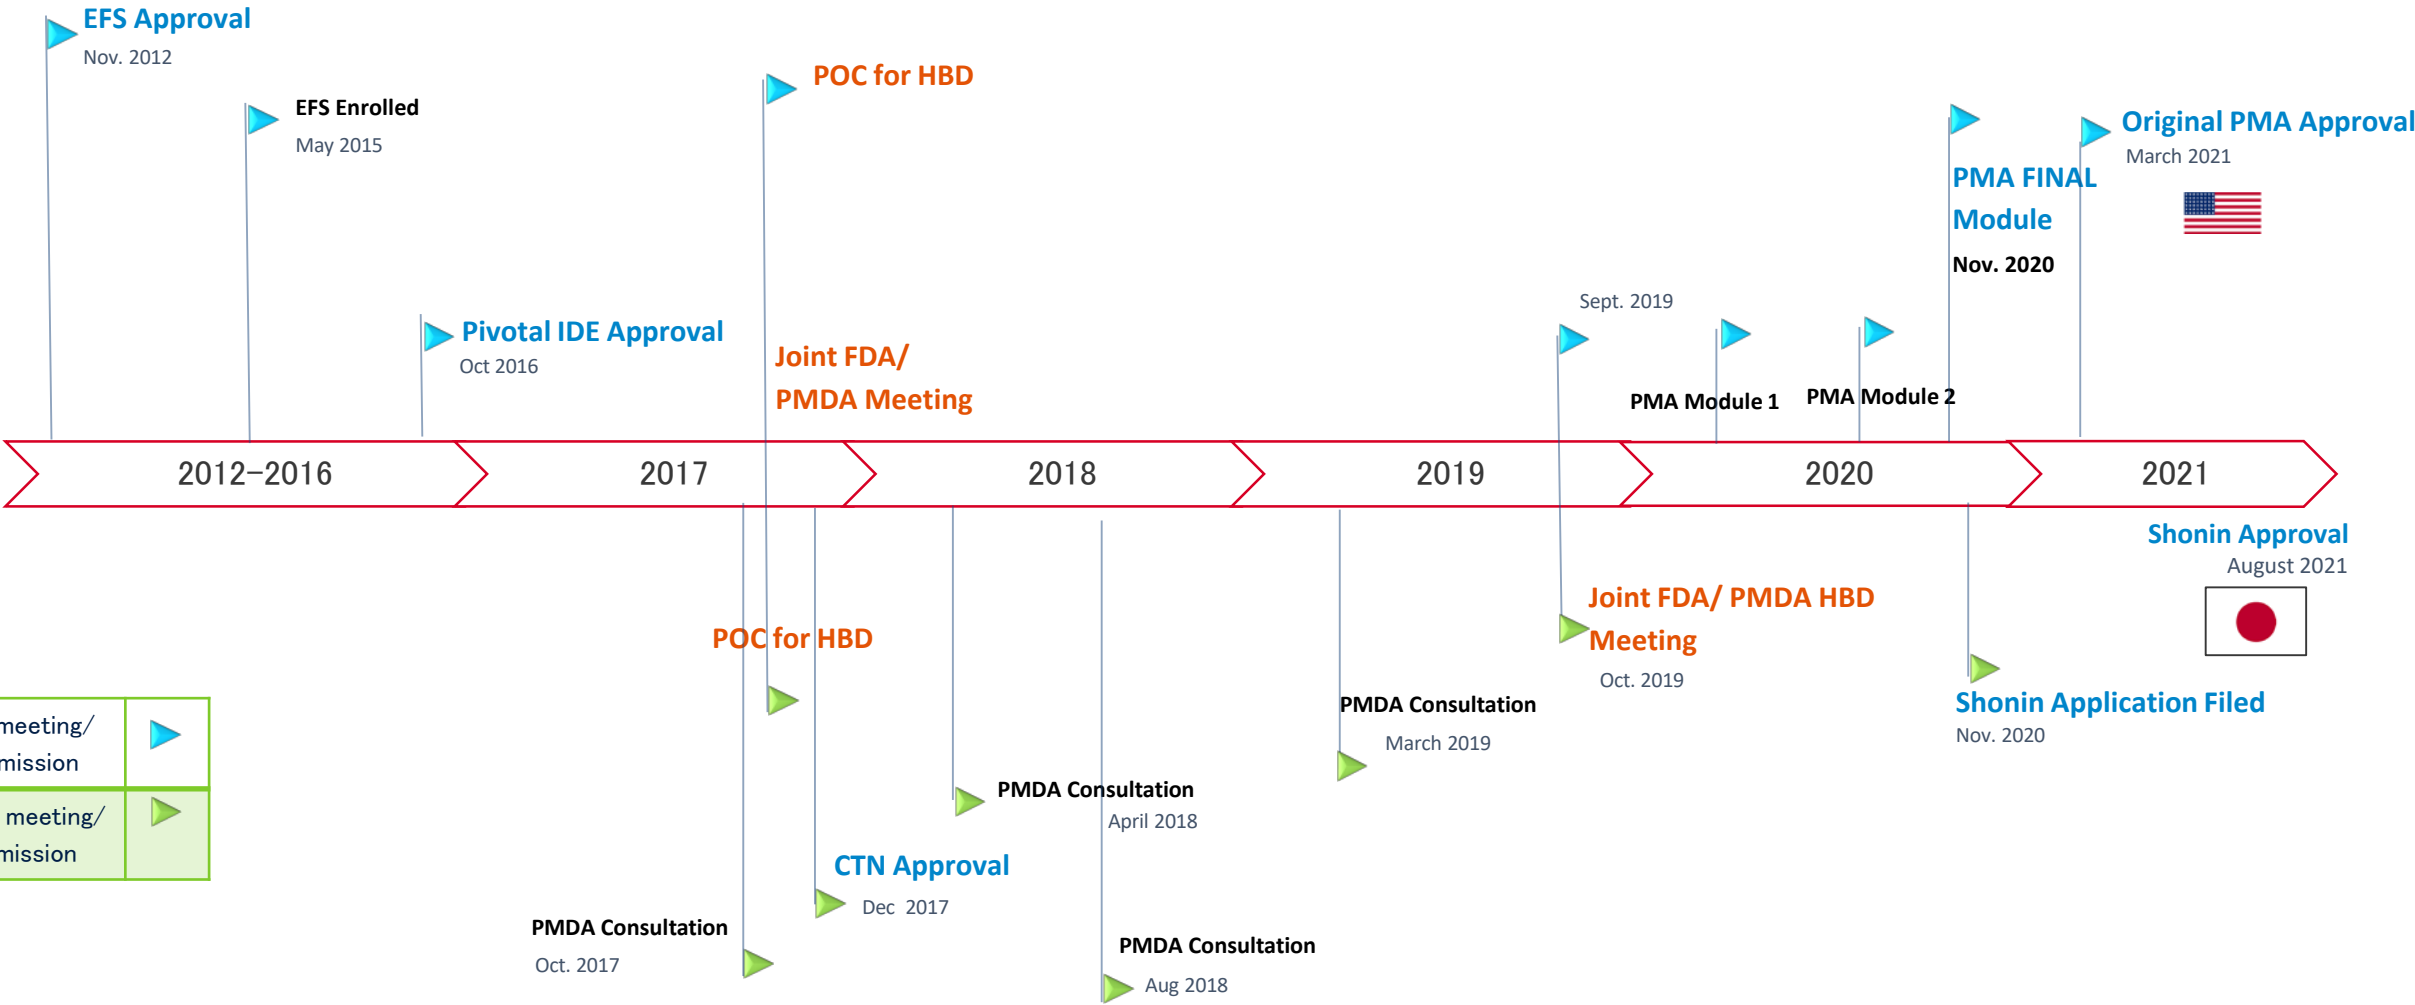 EFS Approval
Nov. 2012
EFS Enrolled
May 2015
Pivotal IDE Approval
Oct 2016
POC for HBD
Joint FDA/
PMDA Meeting
Sept. 2019
PMA Module 1
PMA Module 2
PMA FINAL
Module
Nov. 2020
Original PMA Approval
March 2021
2012-2016
2017
2018
2019
2020
2021
Shonin Approval
August 2021
POC for HBD
Joint FDA/ PMDA HBD
Meeting
Oct. 2019
PMDA Consultation
March 2019
Shonin Application Filed
Nov. 2020
PMDA Consultation
April 2018
CTN Approval
Dec 2017
PMDA Consultation
Oct. 2017
PMDA Consultation
Aug 2018
meeting/
mission
meeting/
mission